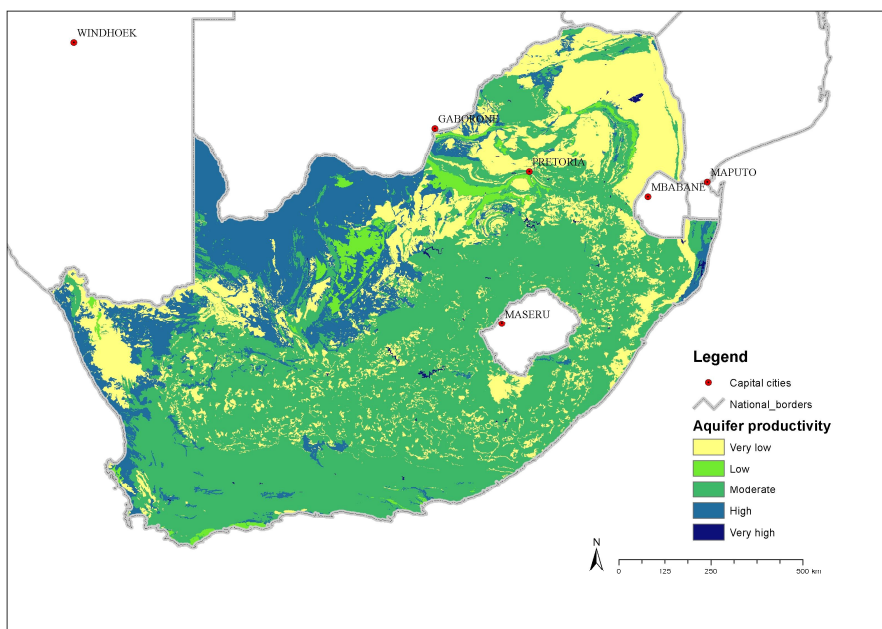 WINDHOEK
GABORONE
PRETORIA
MBABANE
MAPUTO
MASERU
Legend
Capital cities
National_borders
Aquifer productivity
Very low
Low
Moderate
High
Very high
N
0 125 250 500 km